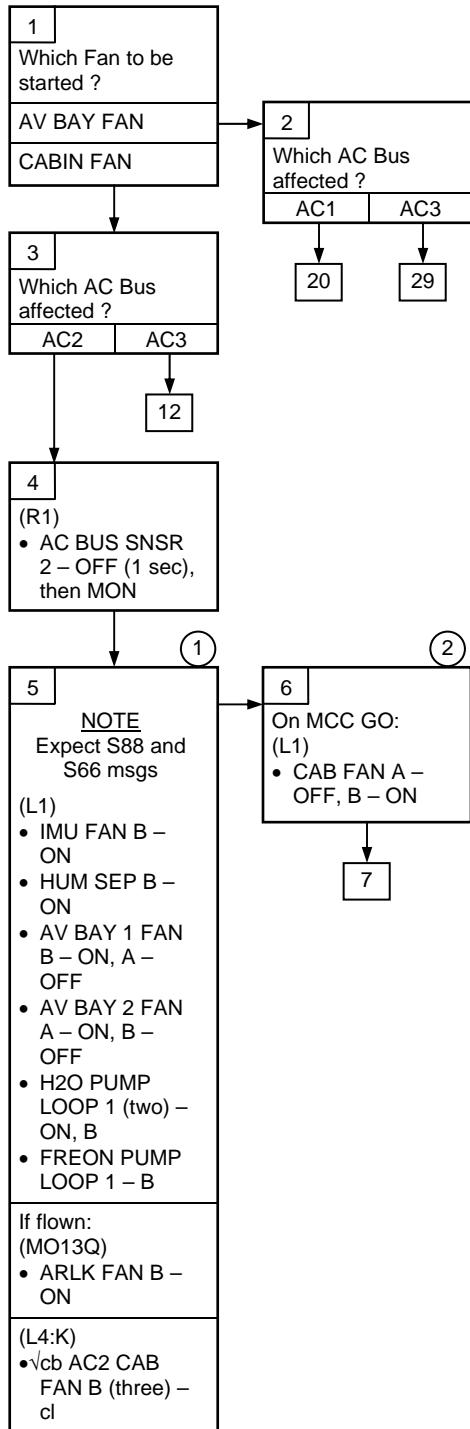 1
Which Fan to be
started ?
AV BAY FAN
CABIN FAN
2
Which AC Bus
affected ?
AC1
AC3
20
29
3
Which AC Bus
affected ?
AC2
AC3
12
4
(R1)
• AC BUS SNSR
2 – OFF (1 sec),
then MON
1
5
NOTE
Expect S88 and
S66 msgs
(L1)
• IMU FAN B –
ON
• HUM SEP B –
ON
• AV BAY 1 FAN
B – ON, A –
OFF
• AV BAY 2 FAN
A – ON, B –
OFF
• H2O PUMP
LOOP 1 (two) –
ON, B
• FREON PUMP
LOOP 1 – B
If flown:
(MO13Q)
• ARLK FAN B –
ON
(L4:K)
•√cb AC2 CAB
FAN B (three) –
cl
2
6
On MCC GO:
(L1)
• CAB FAN A –
OFF, B – ON
7